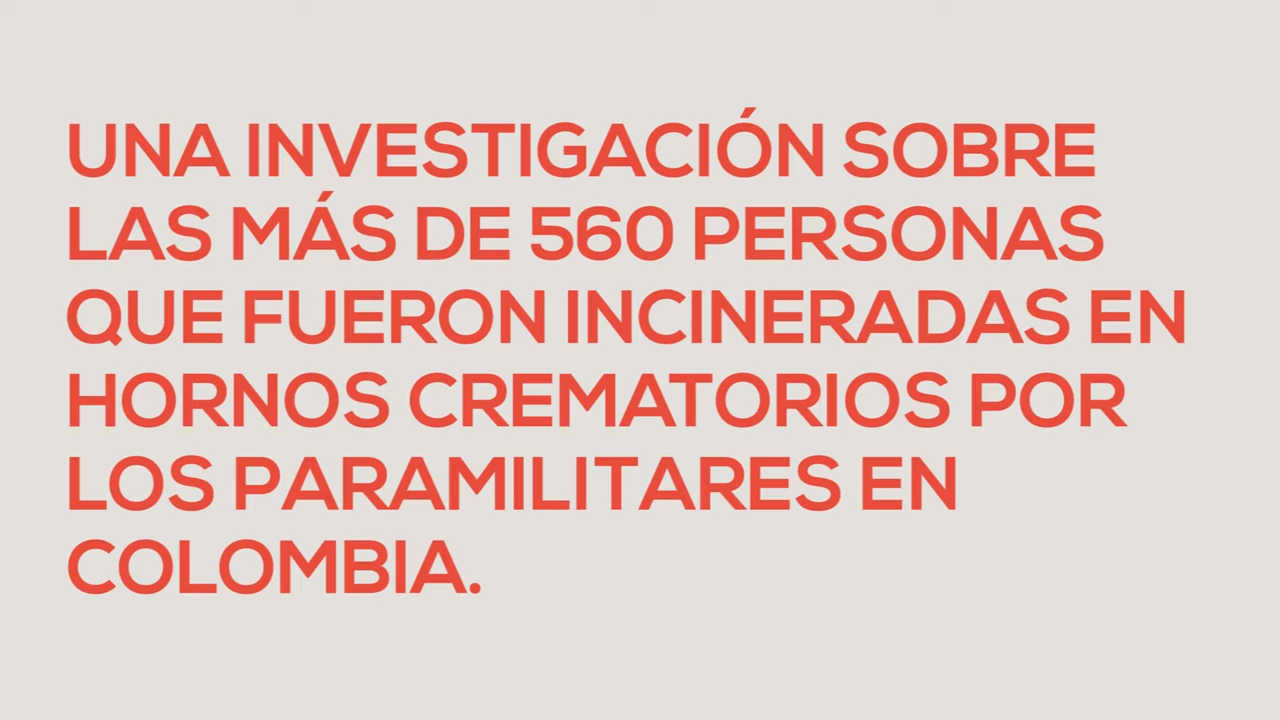 UNA INVESTIGACIÓN SOBRE
LAS MÁS DE 560 PERSONAS
QUE FUERON INCINERADAS EN
HORNOS CREMATORIOS POR
LOS PARAMILITARES EN
COLOMBIA.